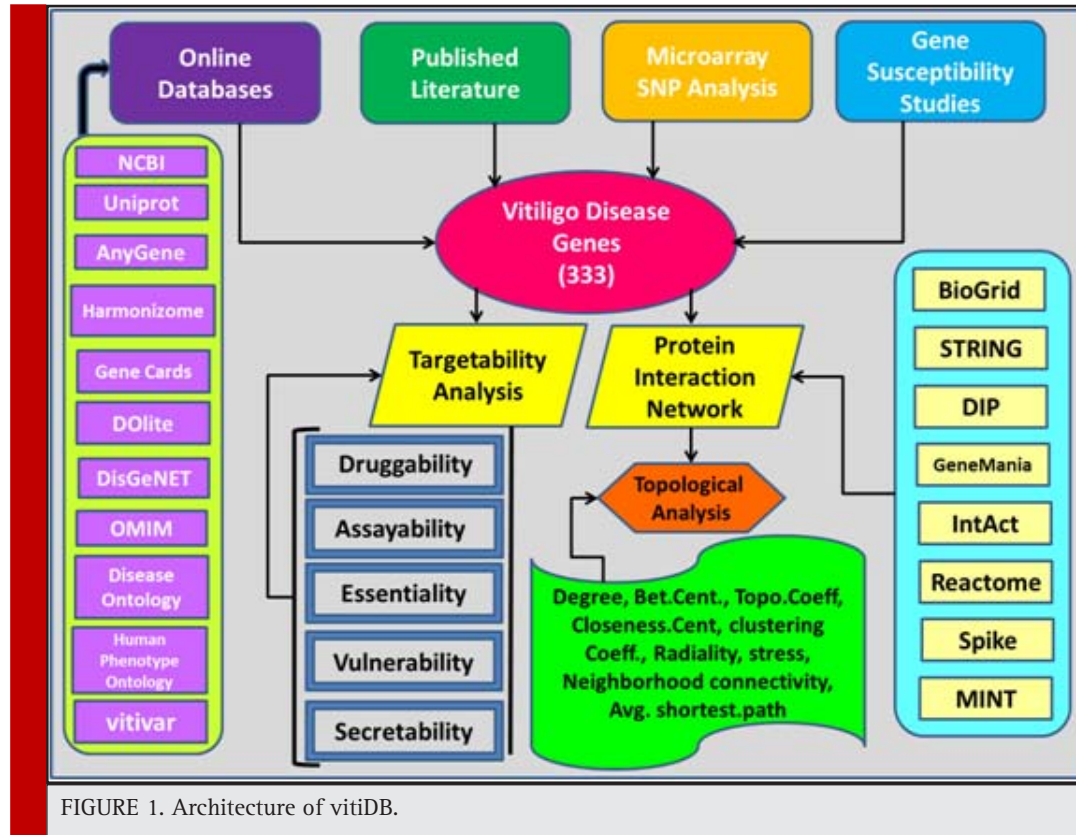 Online
Databases
Published
Literature
Microarray
SNP Analysis
Gene
Susceptibility
Studies
NCBI
Uniprot
AnyGene
Harmonizome
Gene Cards
DOlite
DisGeNET
OMIM
Disease
Ontology
Human
Phenotype
Ontology
vitivar
Vitiligo Disease
Genes
(333)
Targetability
Analysis
Protein
Interaction
Network
Druggability
Assayability
Essentiality
Vulnerability
Secretability
Topological
Analysis
Degree, Bet.Cent., Topo.Coeff,
Closeness.Cent, clustering
Coeff., Radiality, stress,
Neighborhood connectivity,
Avg. shortest.path
BioGrid
STRING
DIP
GeneMania
IntAct
Reactome
Spike
MINT
FIGURE 1. Architecture of vitiDB.